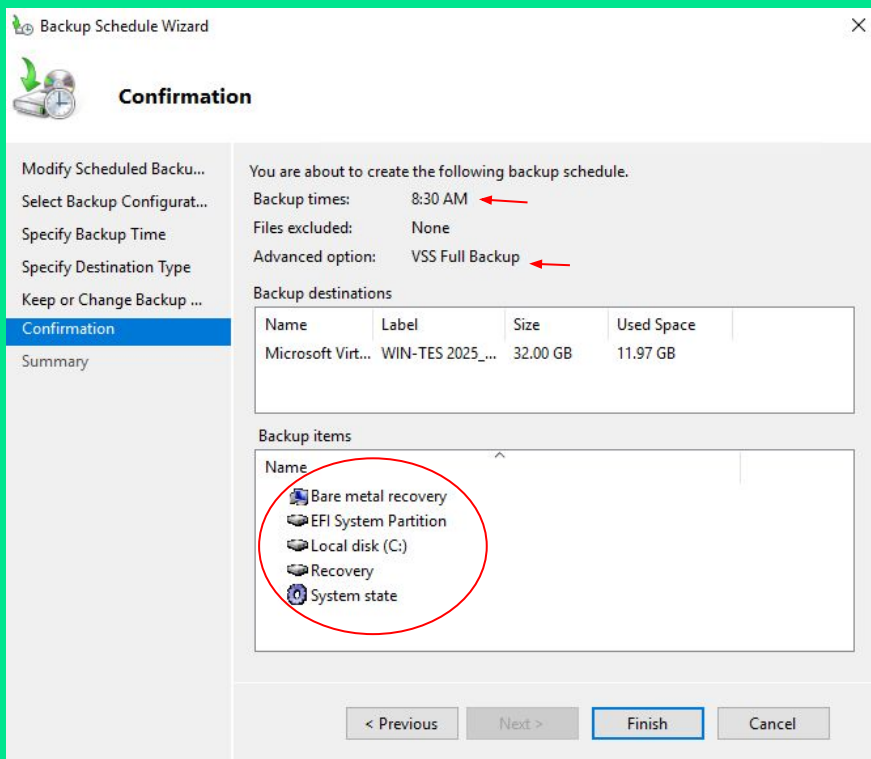 Backup Schedule Wizard
Confirmation
Modify Scheduled Backu...
Select Backup Configurat...
Specify Backup Time
Specify Destination Type
Keep or Change Backup ...
Confirmation
Summary
You are about to create the following backup schedule.
Backup times: 8:30 AM
Files excluded: None
Advanced option: VSS Full Backup
Backup destinations
Name Label Size Used Space
Microsoft Virt... WIN-TES 2025_... 32.00 GB 11.97 GB
Backup items
Name
Bare metal recovery
EFI System Partition
Local disk (C:)
Recovery
System state
< Previous Next > Finish Cancel